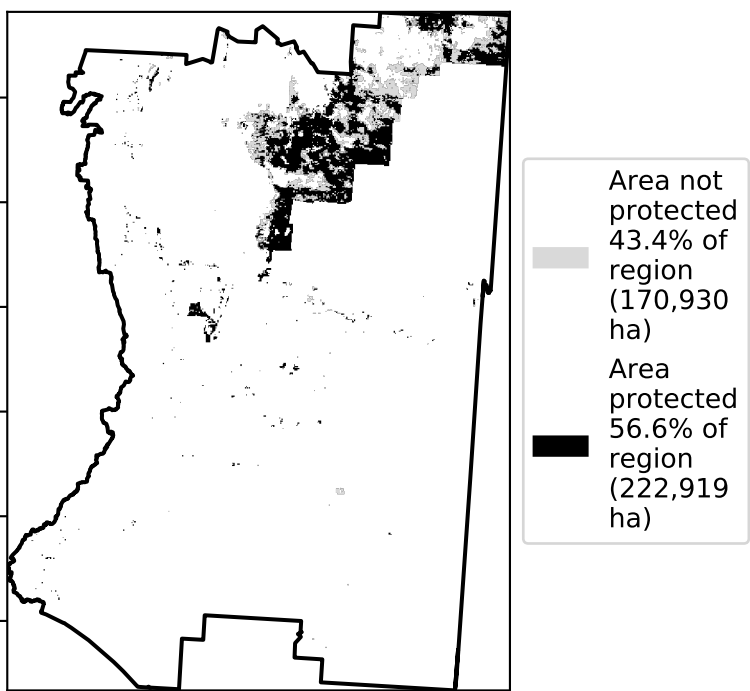 Area not
protected
43.4% of
region
(170,930
ha)
Area
protected
56.6% of
region
(222,919
ha)